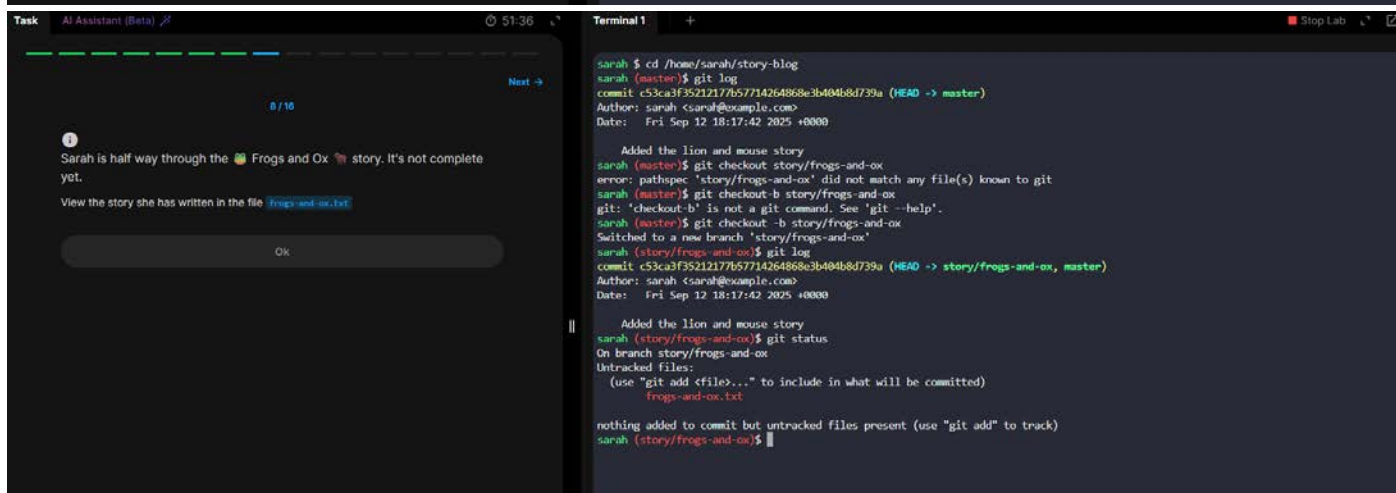 Task AI Assistant (Beta) 51:36
Next →
8 / 16
Sarah is half way through the 🐸 Frogs and Ox 🐂 story. It's not complete
yet.
View the story she has written in the file frogs-and-ox.txt
Ok
Terminal 1 + Stop Lab
sarah $ cd /home/sarah/story-blog
sarah (master)$ git log
commit c53ca3f35212177b57714264868e3b404b8d739a (HEAD -> master)
Author: sarah <sarah@example.com>
Date: Fri Sep 12 18:17:42 2025 +0000
Added the lion and mouse story
sarah (master)$ git checkout story/frogs-and-ox
error: pathspec 'story/frogs-and-ox' did not match any file(s) known to git
sarah (master)$ git checkout-b story/frogs-and-ox
git: 'checkout-b' is not a git command. See 'git --help'.
sarah (master)$ git checkout -b story/frogs-and-ox
Switched to a new branch 'story/frogs-and-ox'
sarah (story/frogs-and-ox)$ git log
commit c53ca3f35212177b57714264868e3b404b8d739a (HEAD -> story/frogs-and-ox, master)
Author: sarah <sarah@example.com>
Date: Fri Sep 12 18:17:42 2025 +0000
Added the lion and mouse story
sarah (story/frogs-and-ox)$ git status
On branch story/frogs-and-ox
Untracked files:
(use "git add <file>..." to include in what will be committed)
frogs-and-ox.txt
nothing added to commit but untracked files present (use "git add" to track)
sarah (story/frogs-and-ox)$